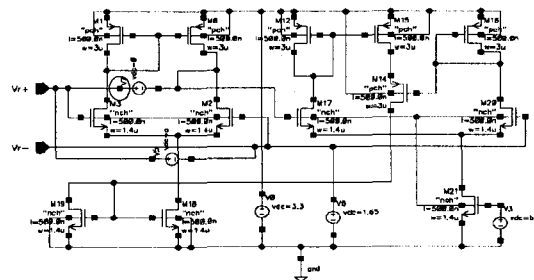 M1
"pch"
l=500.0n
w=3u
M8
"pch"
l=500.0n
w=3u
M12
"pch"
l=500.0n
w=3u
M15
"pch"
l=500.0n
w=3u
M16
"pch"
l=500.0n
w=3u
M14
"pch"
l=500.0n
w=3u
Vr+
M3
"nch"
l=500.0n
w=1.4u
M2
"nch"
l=500.0n
w=1.4u
M17
"nch"
l=500.0n
w=1.4u
M20
"nch"
l=500.0n
w=1.4u
Vr−
M19
"nch"
l=500.0n
w=1.4u
M18
"nch"
l=500.0n
w=1.4u
V0
vdc=3.3
V6
vdc=1.65
M21
"nch"
l=500.0n
w=1.4u
V3
vdc=b
gnd